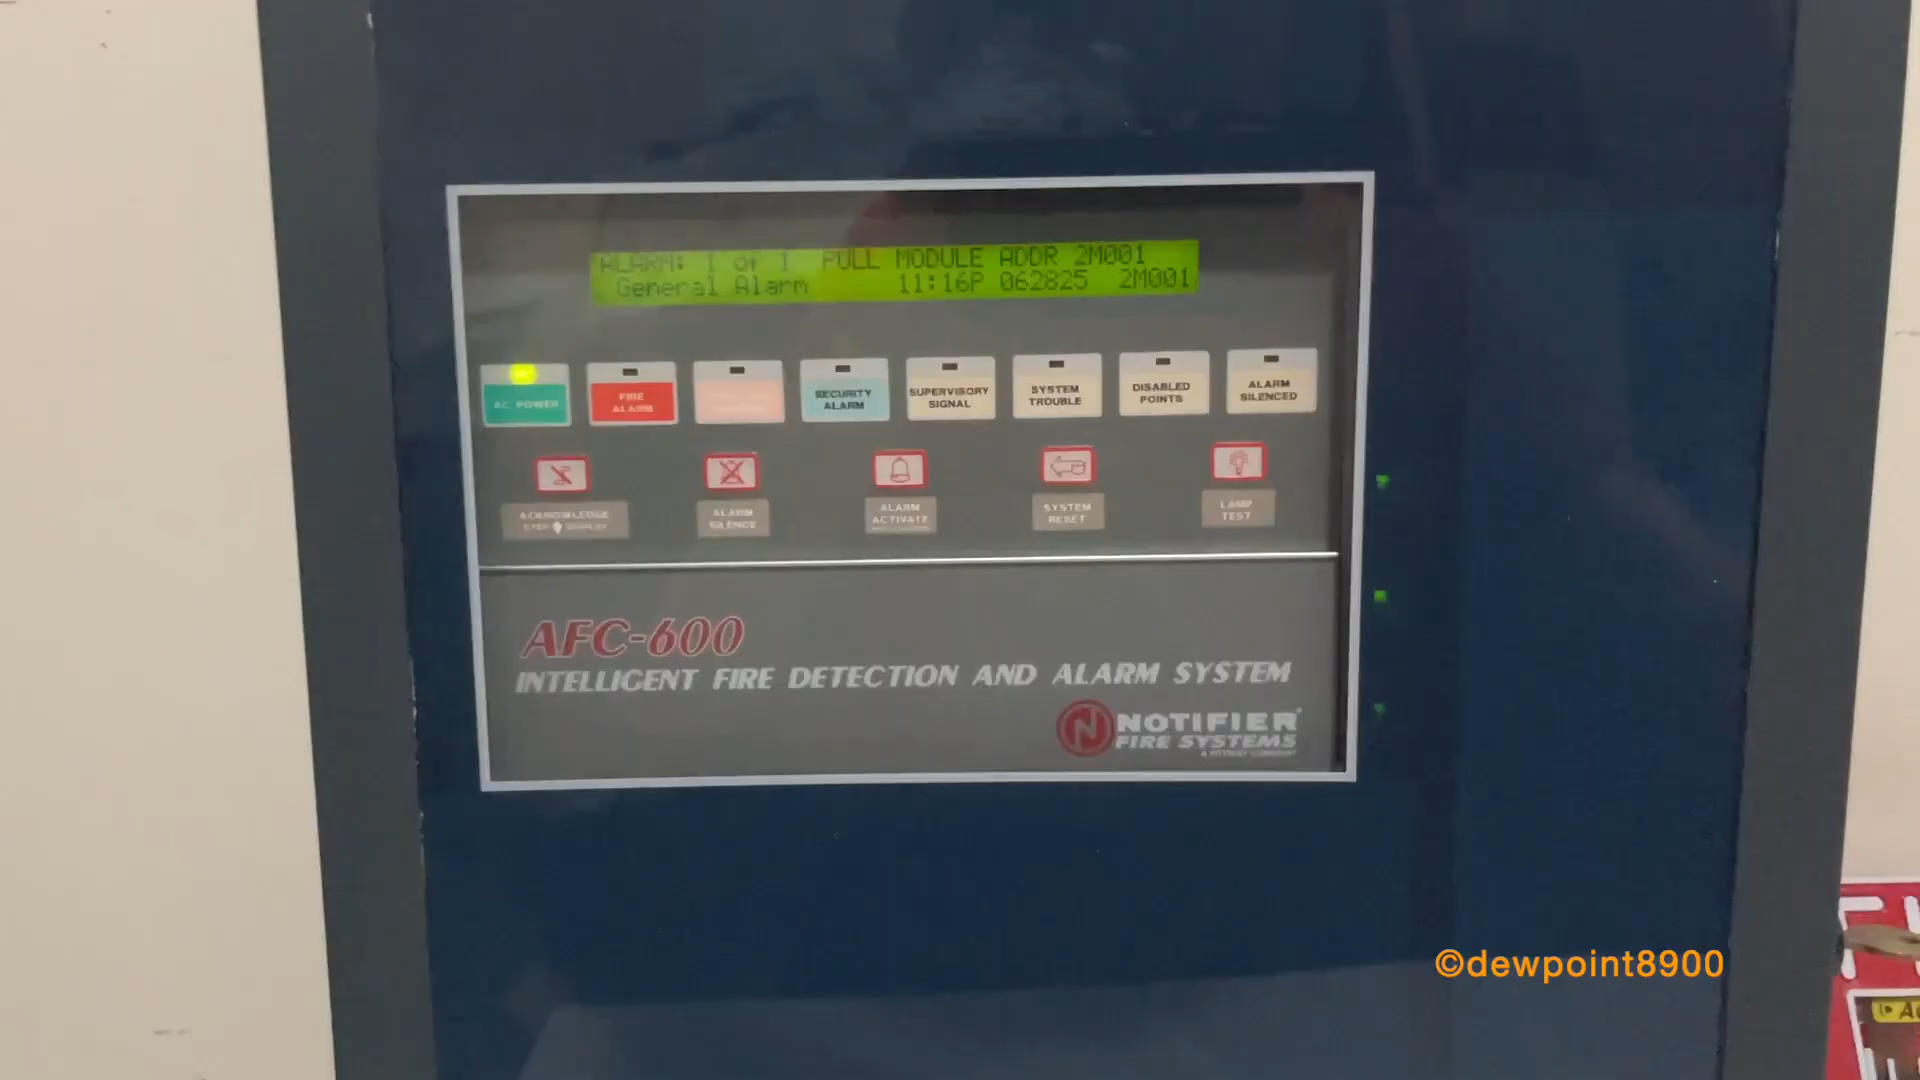 ALARM: 1 of 1 PULL MODULE ADDR 2M001
General Alarm 11:16P 062825 2M001
AC POWER
FIRE ALARM
SECURITY ALARM
SUPERVISORY SIGNAL
SYSTEM TROUBLE
DISABLED POINTS
ALARM SILENCED
ACKNOWLEDGE
STEP DISPLAY
ALARM SILENCE
ALARM ACTIVATE
SYSTEM RESET
LAMP TEST
AFC-600
INTELLIGENT FIRE DETECTION AND ALARM SYSTEM
N NOTIFIER
FIRE SYSTEMS
©dewpoint8900